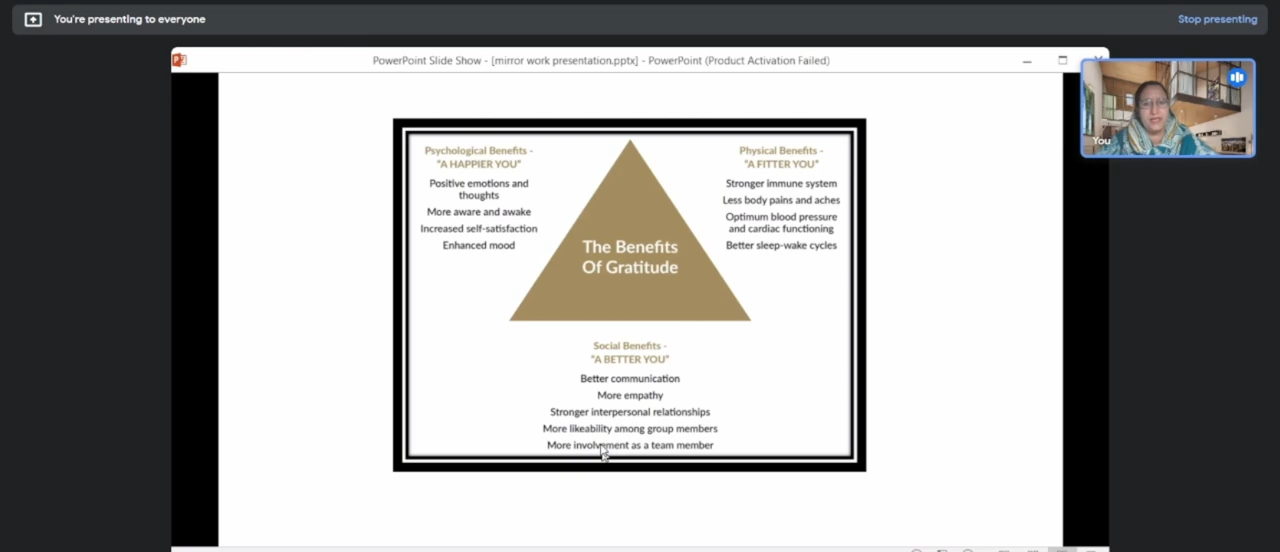 You're presenting to everyone
Stop presenting
PowerPoint Slide Show - [mirror work presentation.pptx] - PowerPoint (Product Activation Failed)
You
Psychological Benefits -
"A HAPPIER YOU"
Positive emotions and
thoughts
More aware and awake
Increased self-satisfaction
Enhanced mood
Physical Benefits -
"A FITTER YOU"
Stronger immune system
Less body pains and aches
Optimum blood pressure
and cardiac functioning
Better sleep-wake cycles
The Benefits
Of Gratitude
Social Benefits -
"A BETTER YOU"
Better communication
More empathy
Stronger interpersonal relationships
More likeability among group members
More involvement as a team member